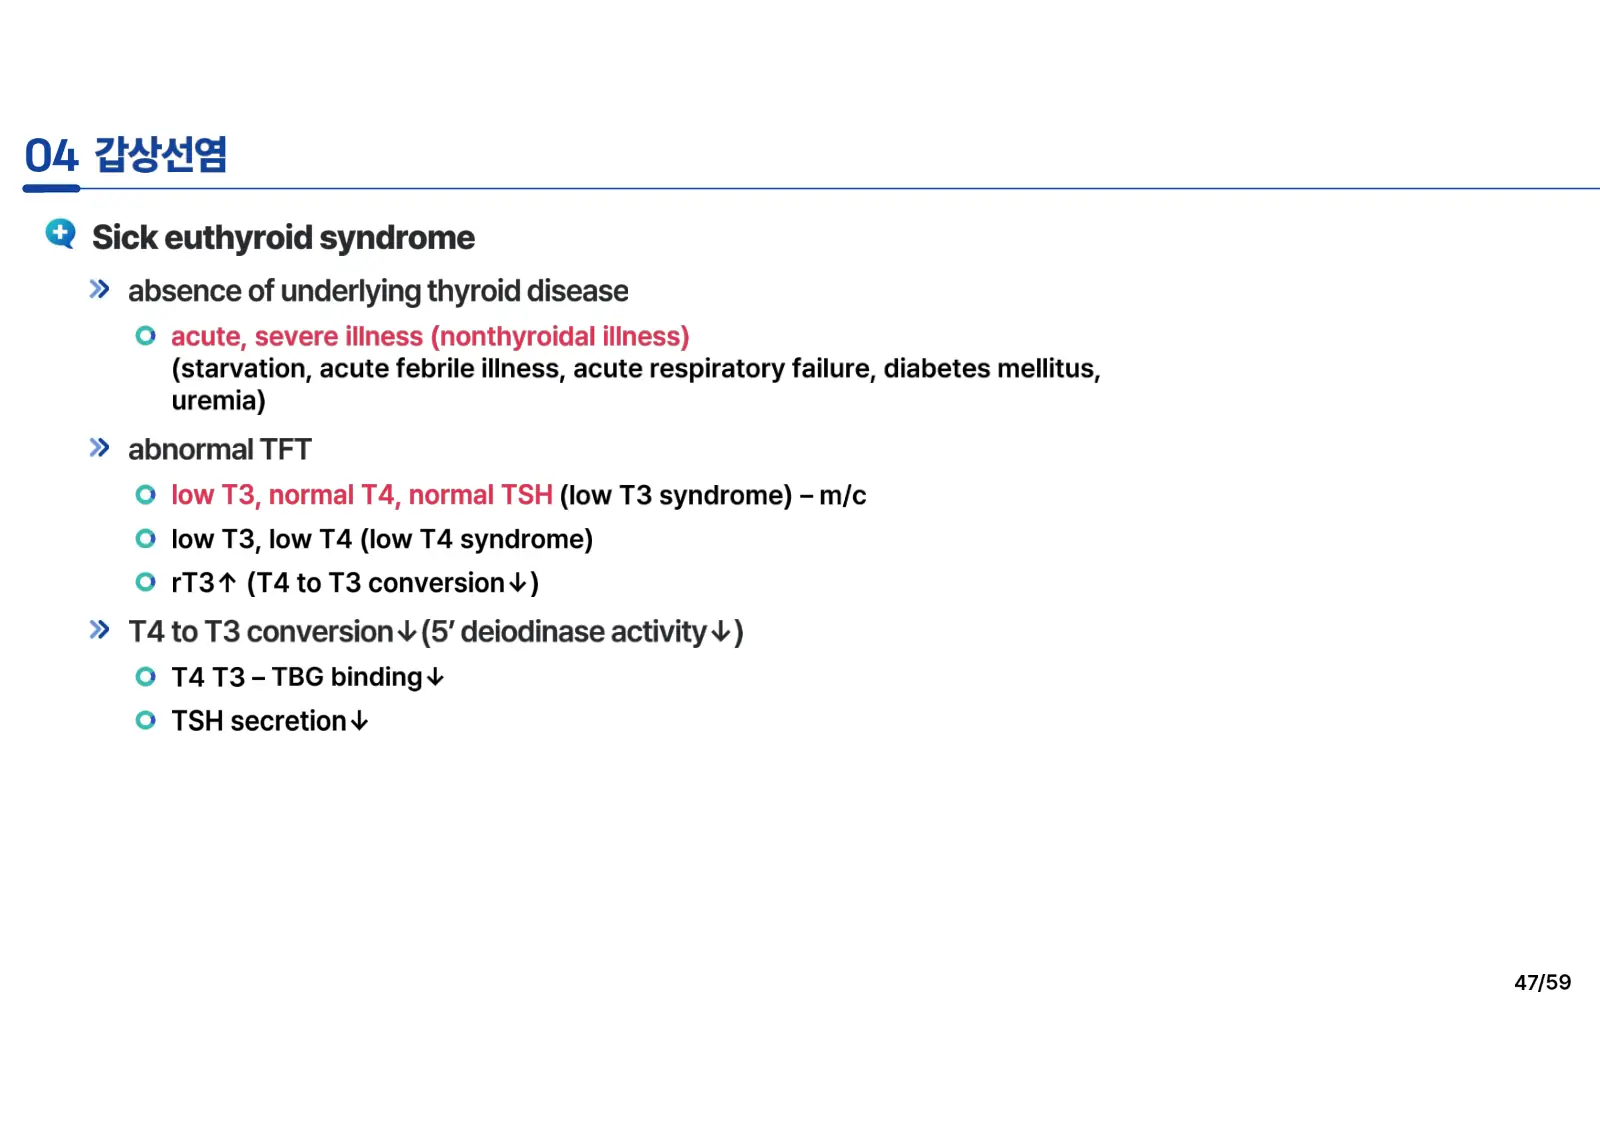 04 갑상선염
Sick euthyroid syndrome
absence of underlying thyroid disease
acute, severe illness (nonthyroidal illness)
(starvation, acute febrile illness, acute respiratory failure, diabetes mellitus,
uremia)
abnormal TFT
low T3, normal T4, normal TSH (low T3 syndrome) – m/c
low T3, low T4 (low T4 syndrome)
rT3↑ (T4 to T3 conversion↓)
T4 to T3 conversion↓(5’ deiodinase activity↓)
T4 T3 – TBG binding↓
TSH secretion↓
47/59